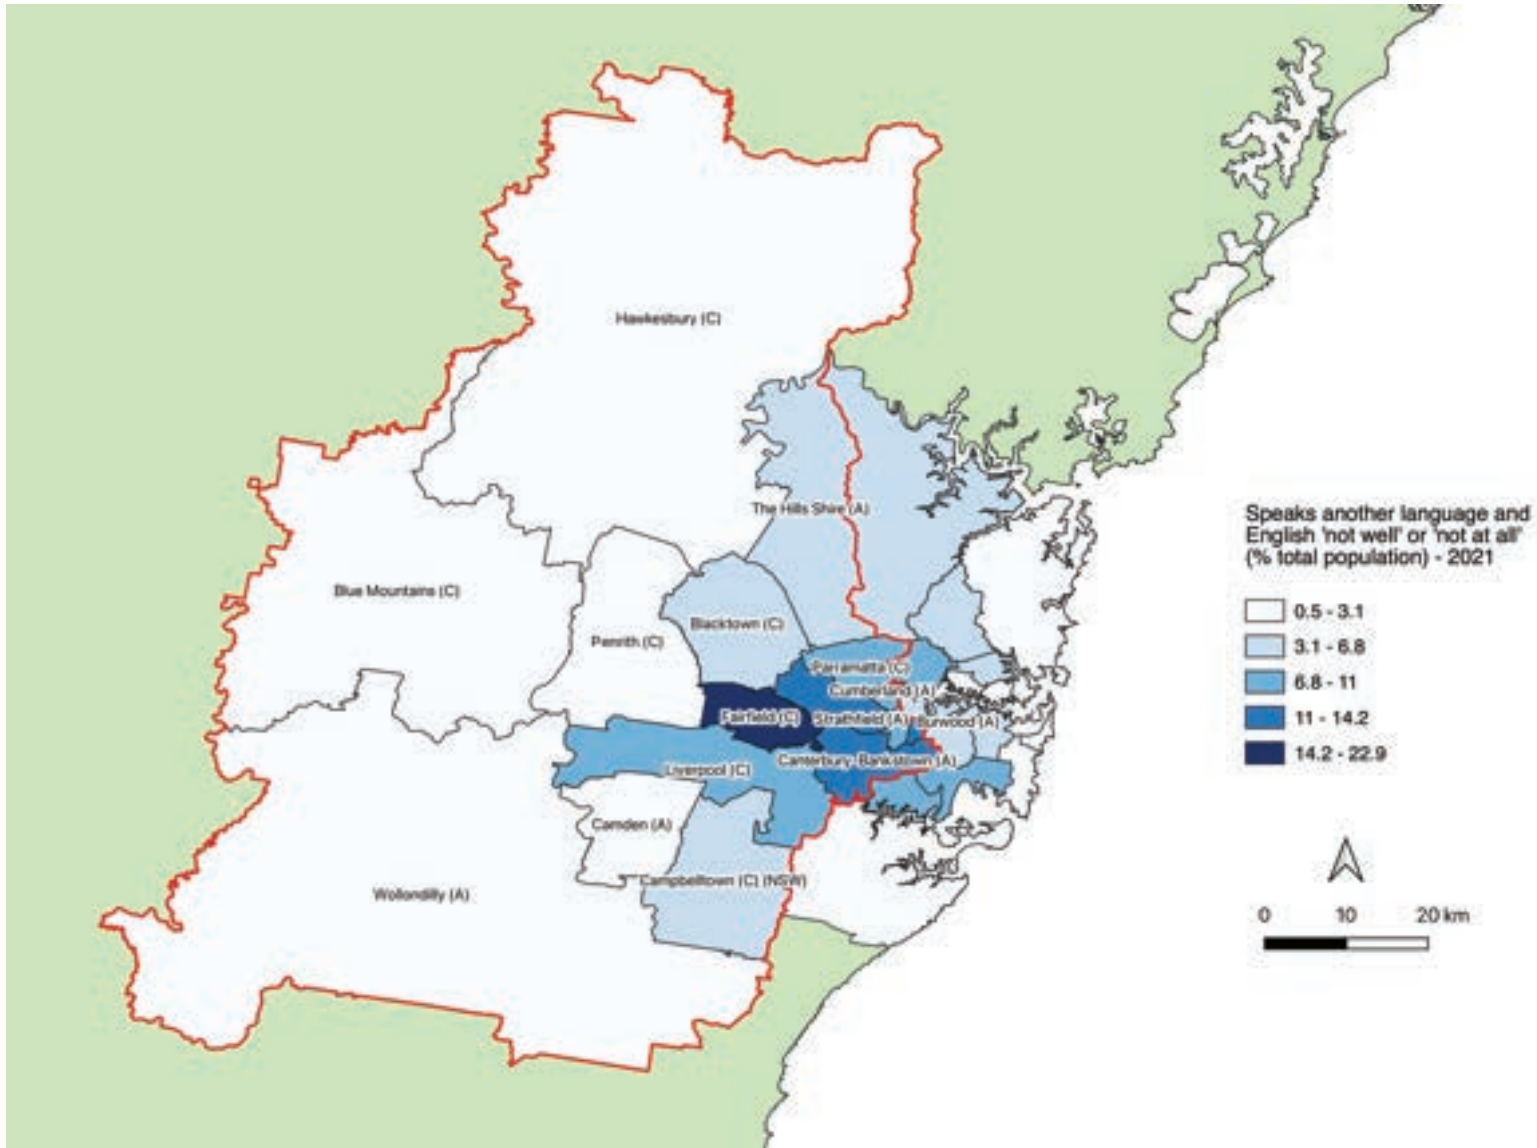 Hawkesbury (C)
The Hills Shire (A)
Blue Mountains (C)
Blacktown (C)
Penrith (C)
Parramatta (C)
Cumberland (A)
Fairfield (C)
Strathfield (A)
Burwood (A)
Canterbury-Bankstown (A)
Liverpool (C)
Camden (A)
Campbelltown (C) (NSW)
Wollondilly (A)
Speaks another language and
English 'not well' or 'not at all'
(% total population) - 2021
0.5 - 3.1
3.1 - 6.8
6.8 - 11
11 - 14.2
14.2 - 22.9
0 10 20 km